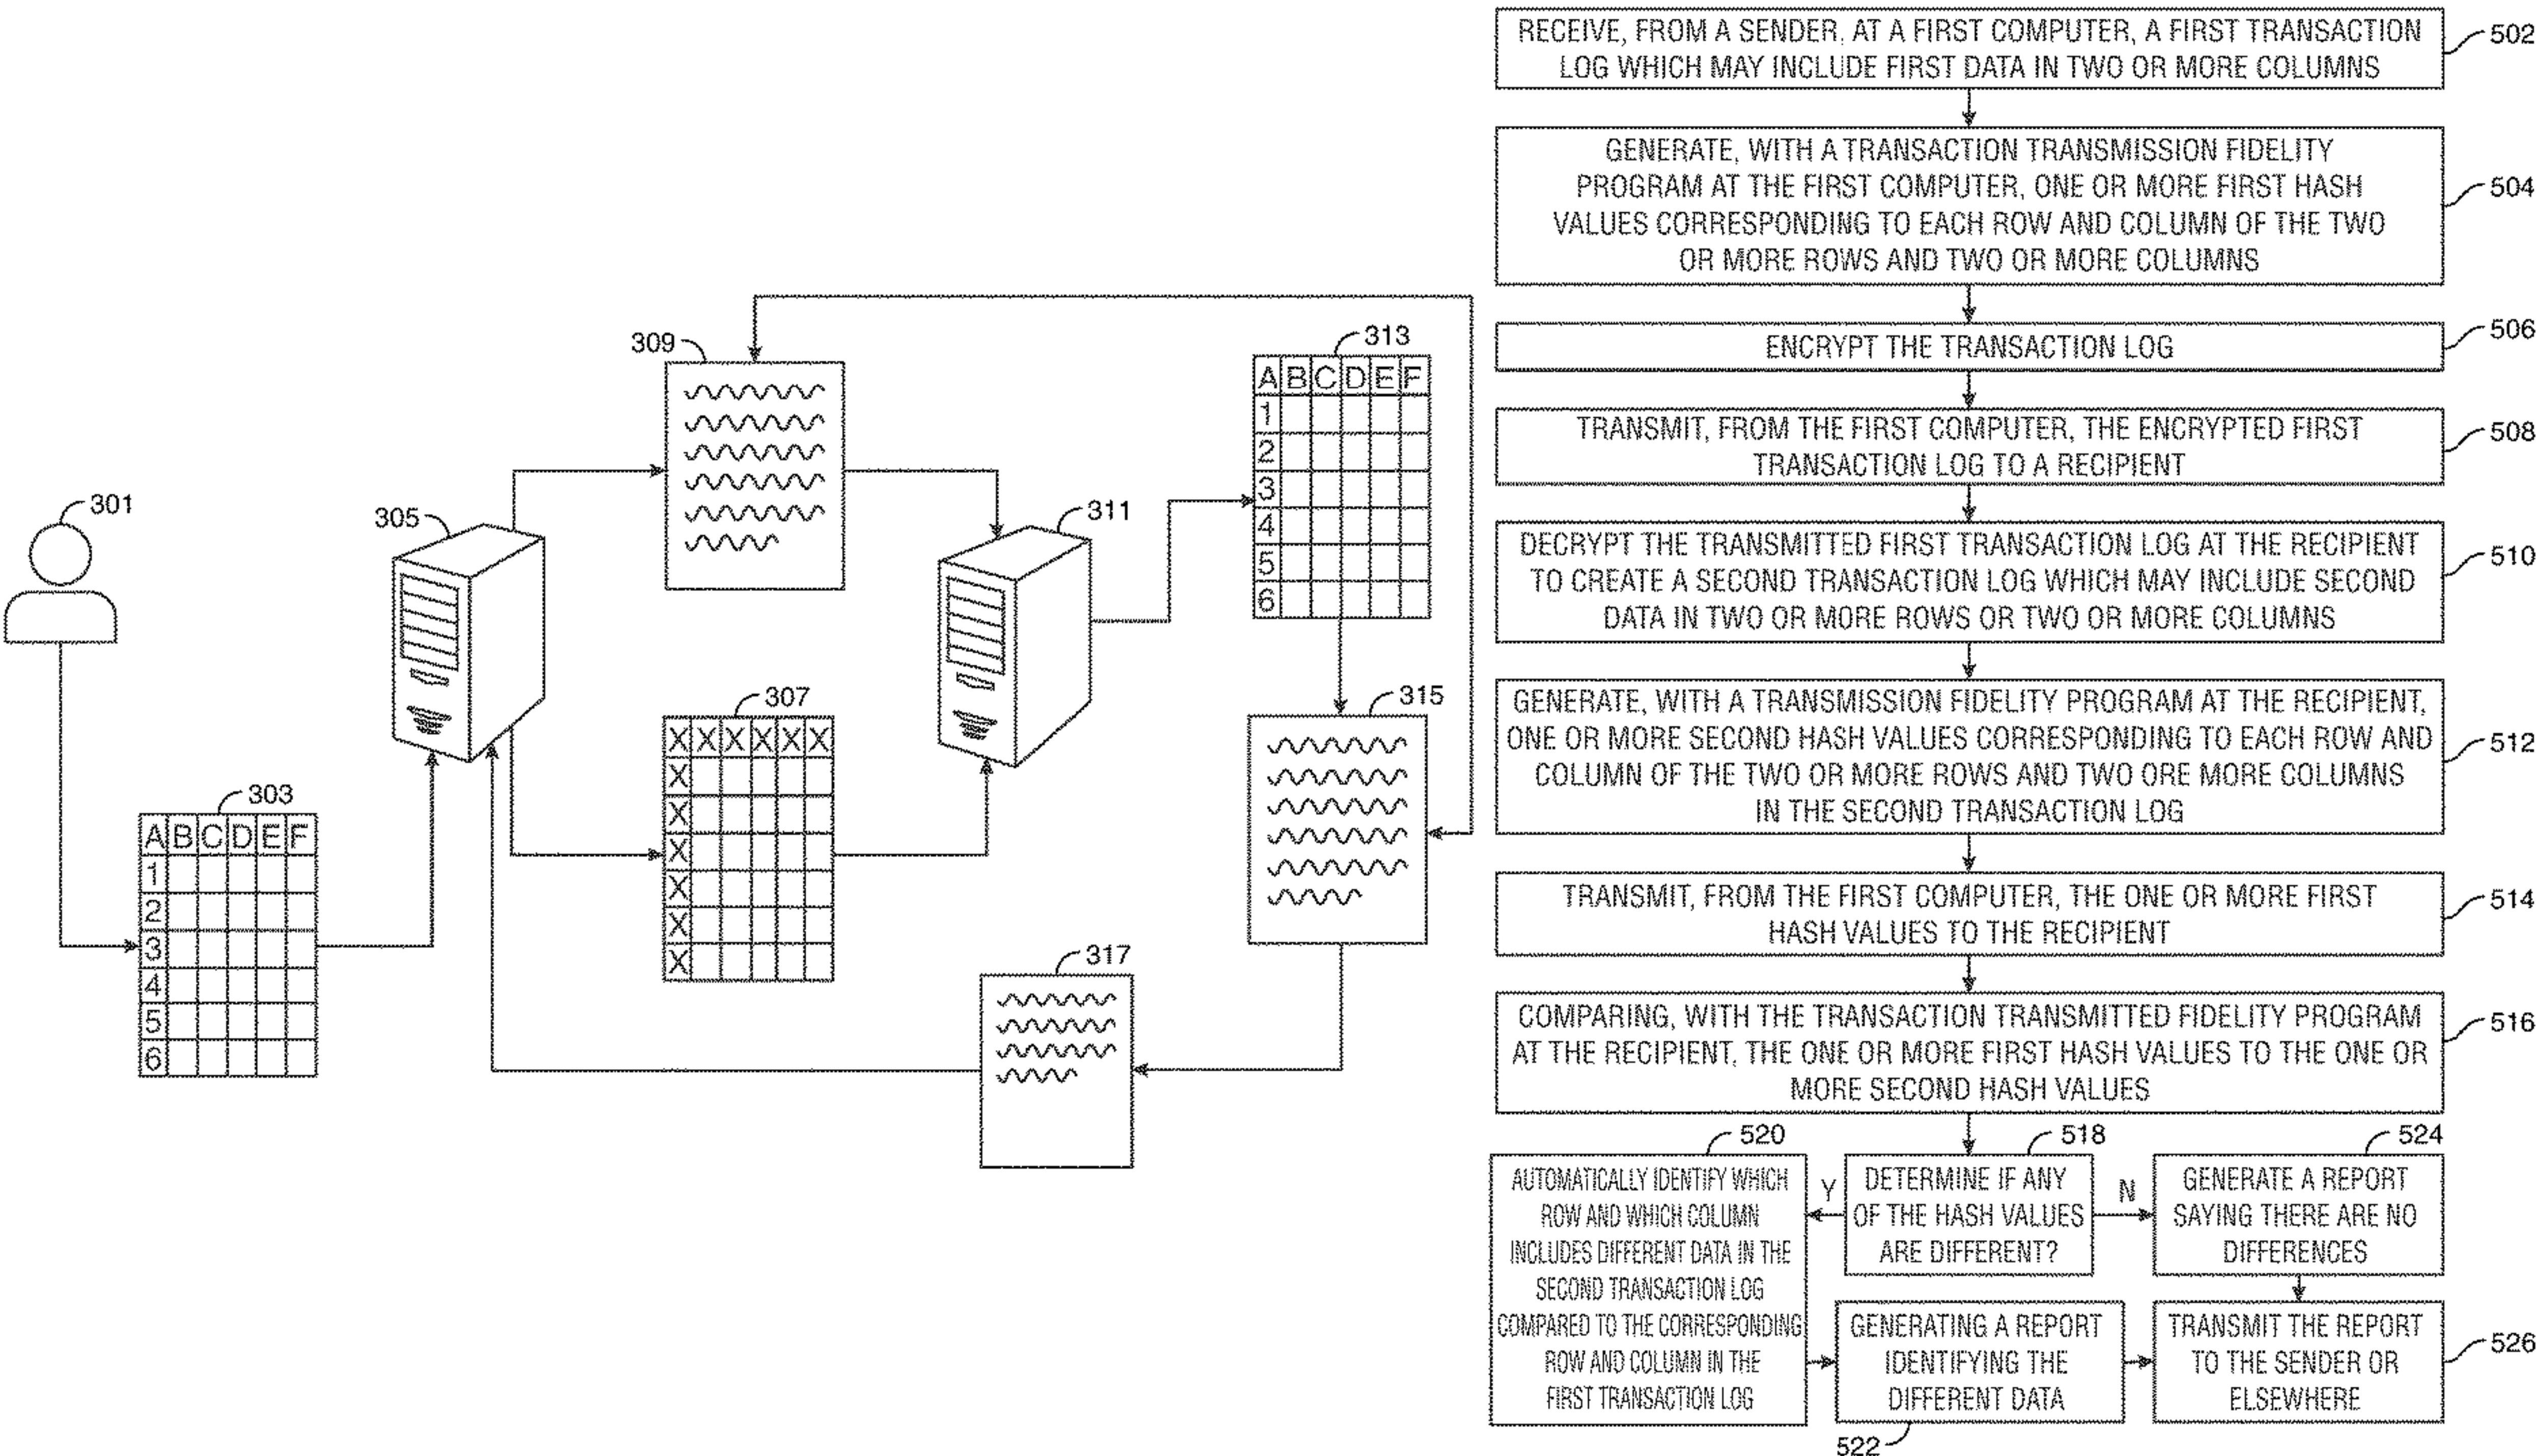 301
303
A B C D E F
1
2
3
4
5
6
305
307
X X X X X X
X
X
X
X
X
X
309
311
313
A B C D E F
1
2
3
4
5
6
315
317
RECEIVE, FROM A SENDER, AT A FIRST COMPUTER, A FIRST TRANSACTION
LOG WHICH MAY INCLUDE FIRST DATA IN TWO OR MORE COLUMNS
502
GENERATE, WITH A TRANSACTION TRANSMISSION FIDELITY
PROGRAM AT THE FIRST COMPUTER, ONE OR MORE FIRST HASH
VALUES CORRESPONDING TO EACH ROW AND COLUMN OF THE TWO
OR MORE ROWS AND TWO OR MORE COLUMNS
504
ENCRYPT THE TRANSACTION LOG
506
TRANSMIT, FROM THE FIRST COMPUTER, THE ENCRYPTED FIRST
TRANSACTION LOG TO A RECIPIENT
508
DECRYPT THE TRANSMITTED FIRST TRANSACTION LOG AT THE RECIPIENT
TO CREATE A SECOND TRANSACTION LOG WHICH MAY INCLUDE SECOND
DATA IN TWO OR MORE ROWS OR TWO OR MORE COLUMNS
510
GENERATE, WITH A TRANSMISSION FIDELITY PROGRAM AT THE RECIPIENT,
ONE OR MORE SECOND HASH VALUES CORRESPONDING TO EACH ROW AND
COLUMN OF THE TWO OR MORE ROWS AND TWO ORE MORE COLUMNS
IN THE SECOND TRANSACTION LOG
512
TRANSMIT, FROM THE FIRST COMPUTER, THE ONE OR MORE FIRST
HASH VALUES TO THE RECIPIENT
514
COMPARING, WITH THE TRANSACTION TRANSMITTED FIDELITY PROGRAM
AT THE RECIPIENT, THE ONE OR MORE FIRST HASH VALUES TO THE ONE OR
MORE SECOND HASH VALUES
516
518
DETERMINE IF ANY
OF THE HASH VALUES
ARE DIFFERENT?
Y
N
520
AUTOMATICALLY IDENTIFY WHICH
ROW AND WHICH COLUMN
INCLUDES DIFFERENT DATA IN THE
SECOND TRANSACTION LOG
COMPARED TO THE CORRESPONDING
ROW AND COLUMN IN THE
FIRST TRANSACTION LOG
GENERATING A REPORT
IDENTIFYING THE
DIFFERENT DATA
522
524
GENERATE A REPORT
SAYING THERE ARE NO
DIFFERENCES
TRANSMIT THE REPORT
TO THE SENDER OR
ELSEWHERE
526